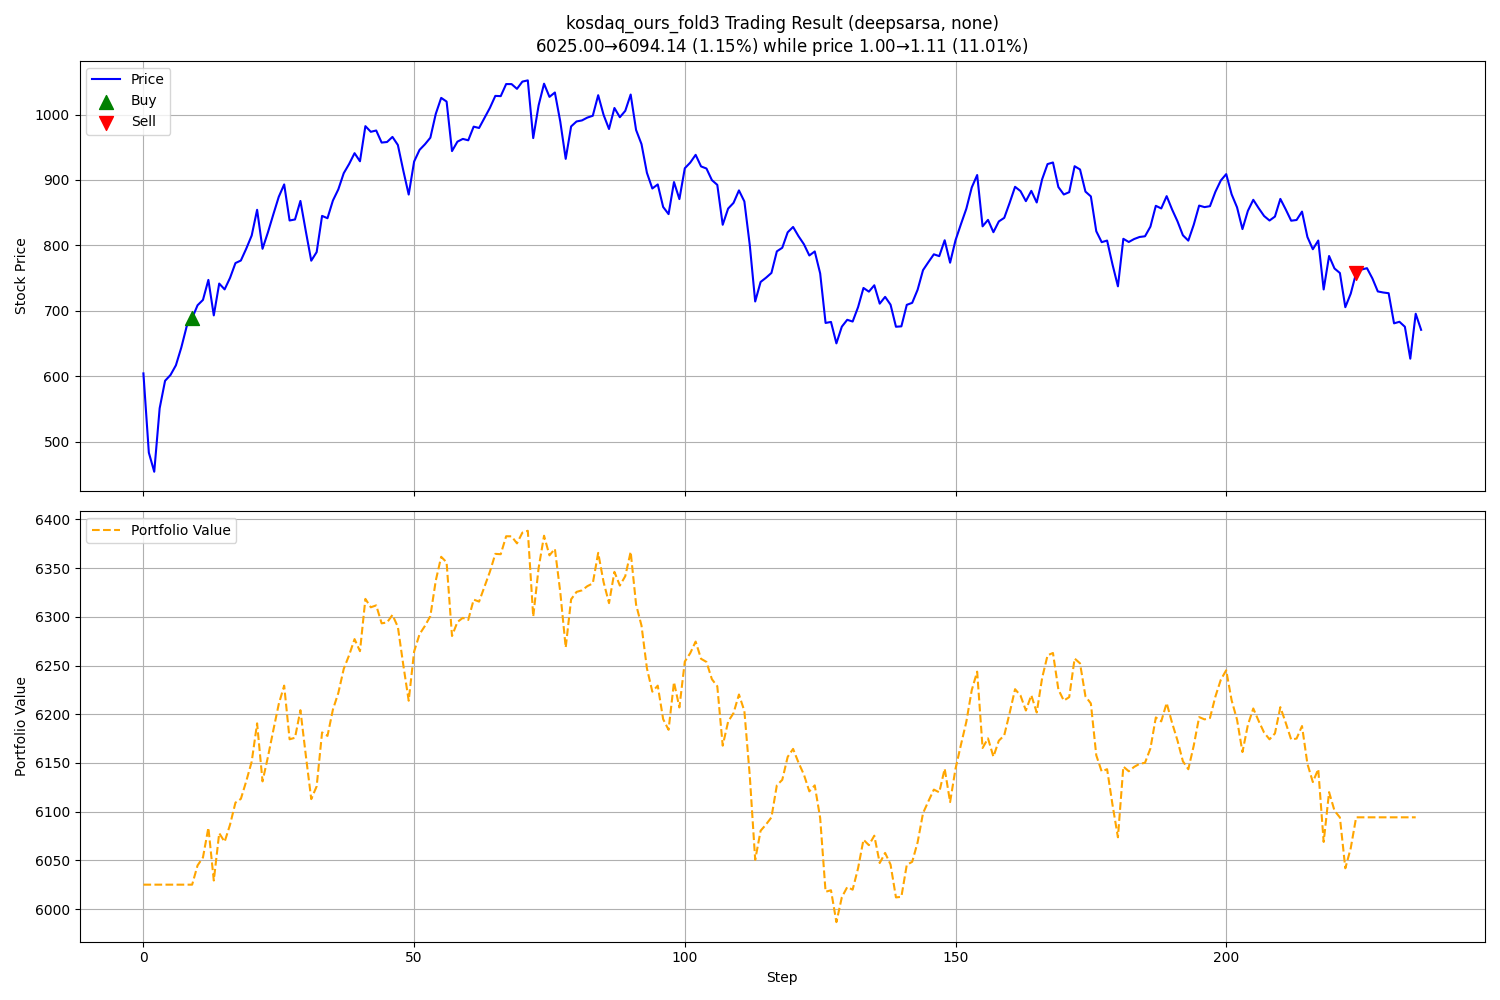 kosdaq_ours_fold3 Trading Result (deepsarsa, none)
6025.00→6094.14 (1.15%) while price 1.00→1.11 (11.01%)
Price
Buy
Sell
Stock Price
1000
900
800
700
600
500
Portfolio Value
Portfolio Value
6400
6350
6300
6250
6200
6150
6100
6050
6000
0
50
100
150
200
Step